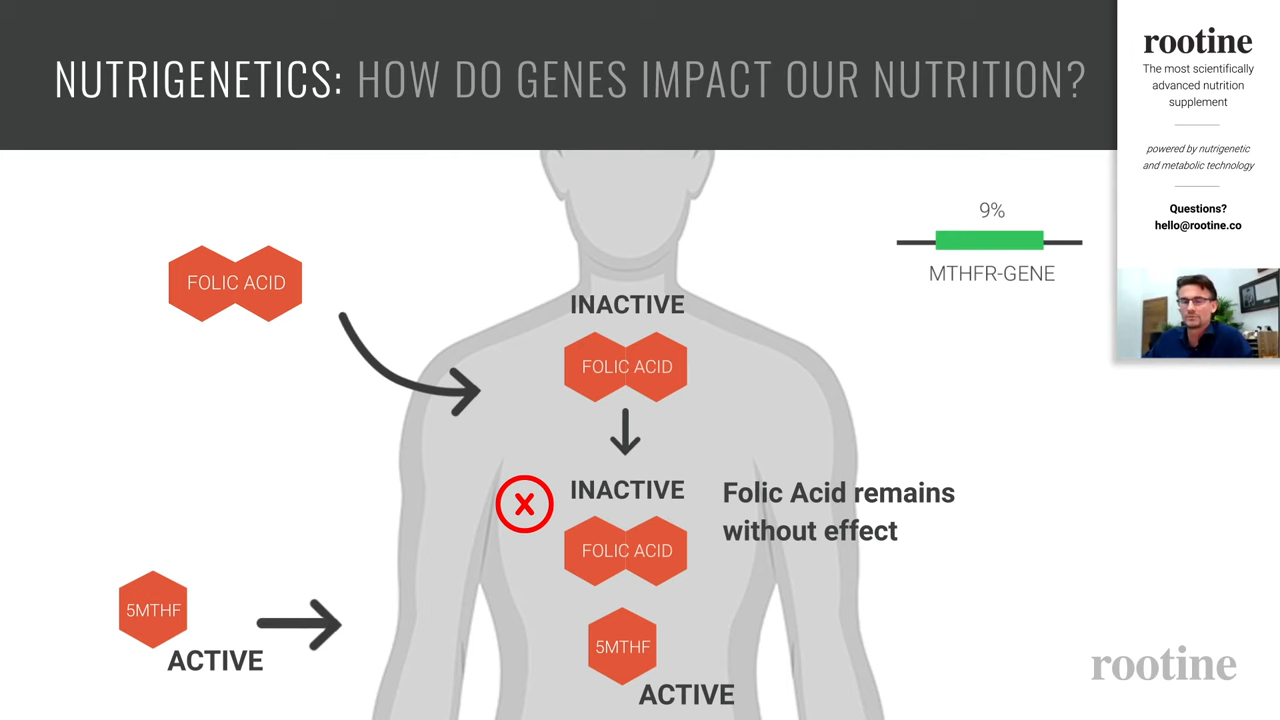 NUTRIGENETICS: HOW DO GENES IMPACT OUR NUTRITION?
rootine
The most scientifically
advanced nutrition
supplement
powered by nutrigenetic
and metabolic technology
Questions?
hello@rootine.co
9%
MTHFR-GENE
FOLIC ACID
INACTIVE
FOLIC ACID
X
INACTIVE
FOLIC ACID
Folic Acid remains
without effect
5MTHF
ACTIVE
5MTHF
ACTIVE
rootine